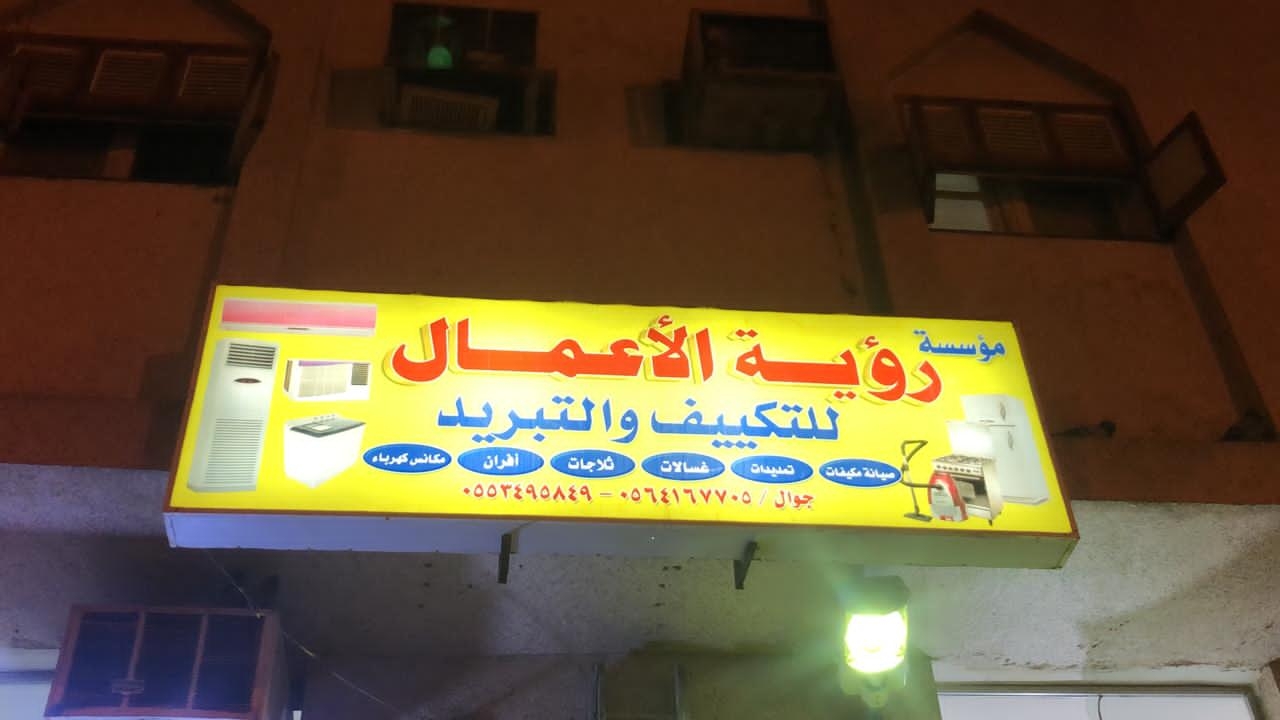 مؤسسة
رؤية الأعمال
للتكييف والتبريد
صيانة مكيفات تمديدات غسالات ثلاجات أفران مكانس كهرباء
جوال / ٠٥٦٤١٦٧٧٠٥ - ٠٥٥٣٤٩٥٨٤٩